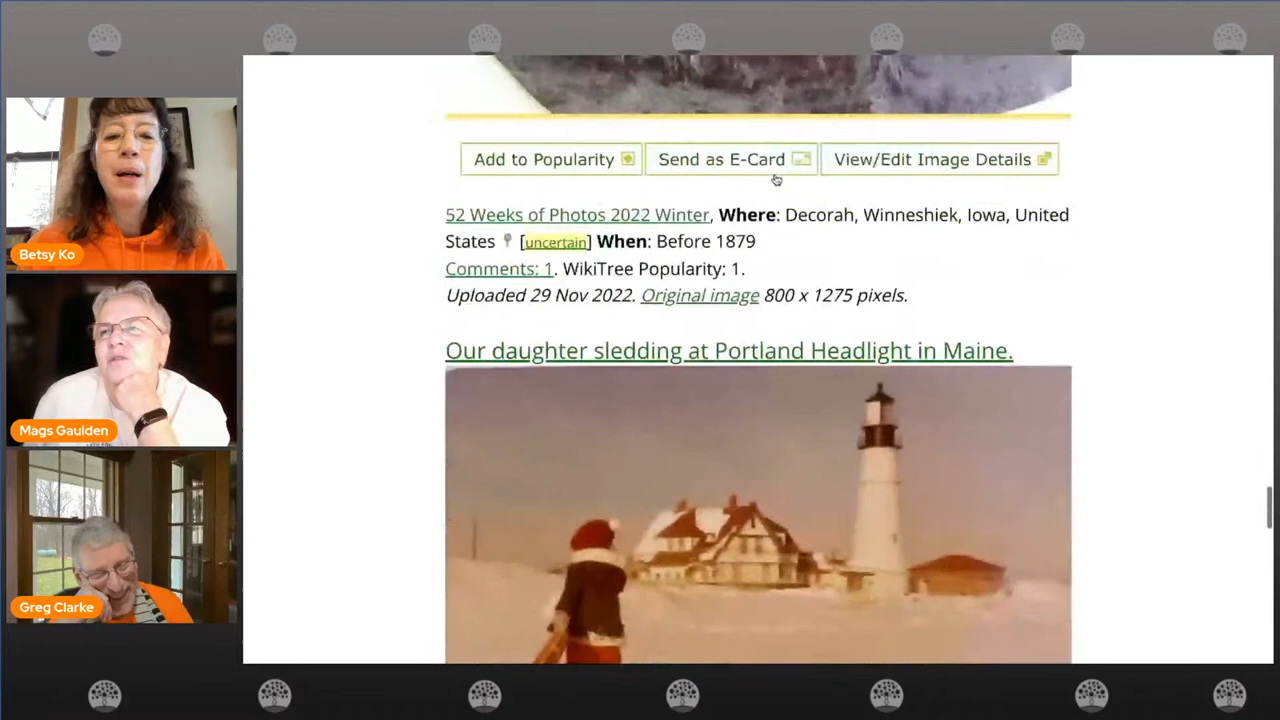 Betsy Ko
Mags Gaulden
Greg Clarke
Add to Popularity
Send as E-Card
View/Edit Image Details
52 Weeks of Photos 2022 Winter, Where: Decorah, Winneshiek, Iowa, United
States [uncertain] When: Before 1879
Comments: 1. WikiTree Popularity: 1.
Uploaded 29 Nov 2022. Original image 800 x 1275 pixels.
Our daughter sledding at Portland Headlight in Maine.